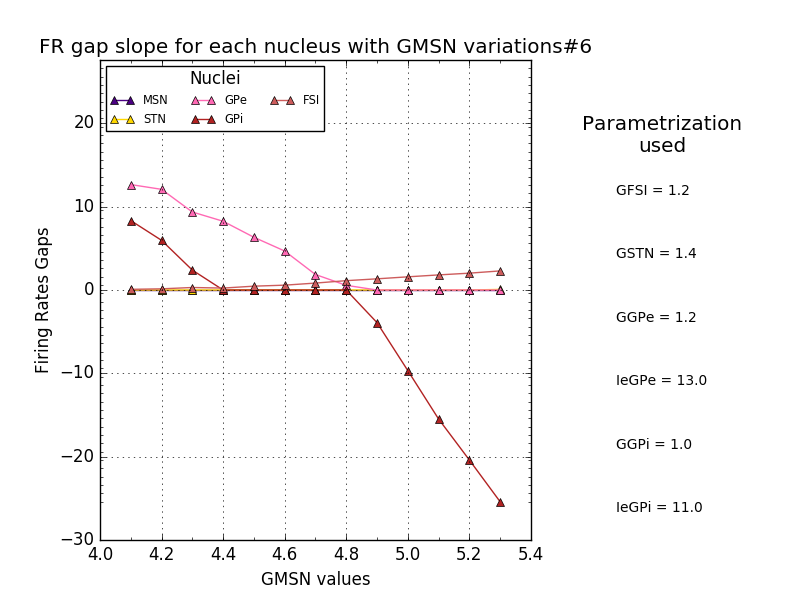 FR gap slope for each nucleus with GMSN variations#6
Nuclei
MSN GPe FSI
STN GPi
20
10
0
−10
−20
−30
Firing Rates Gaps
4.0 4.2 4.4 4.6 4.8 5.0 5.2 5.4
GMSN values
Parametrization
used
GFSI = 1.2
GSTN = 1.4
GGPe = 1.2
IeGPe = 13.0
GGPi = 1.0
IeGPi = 11.0